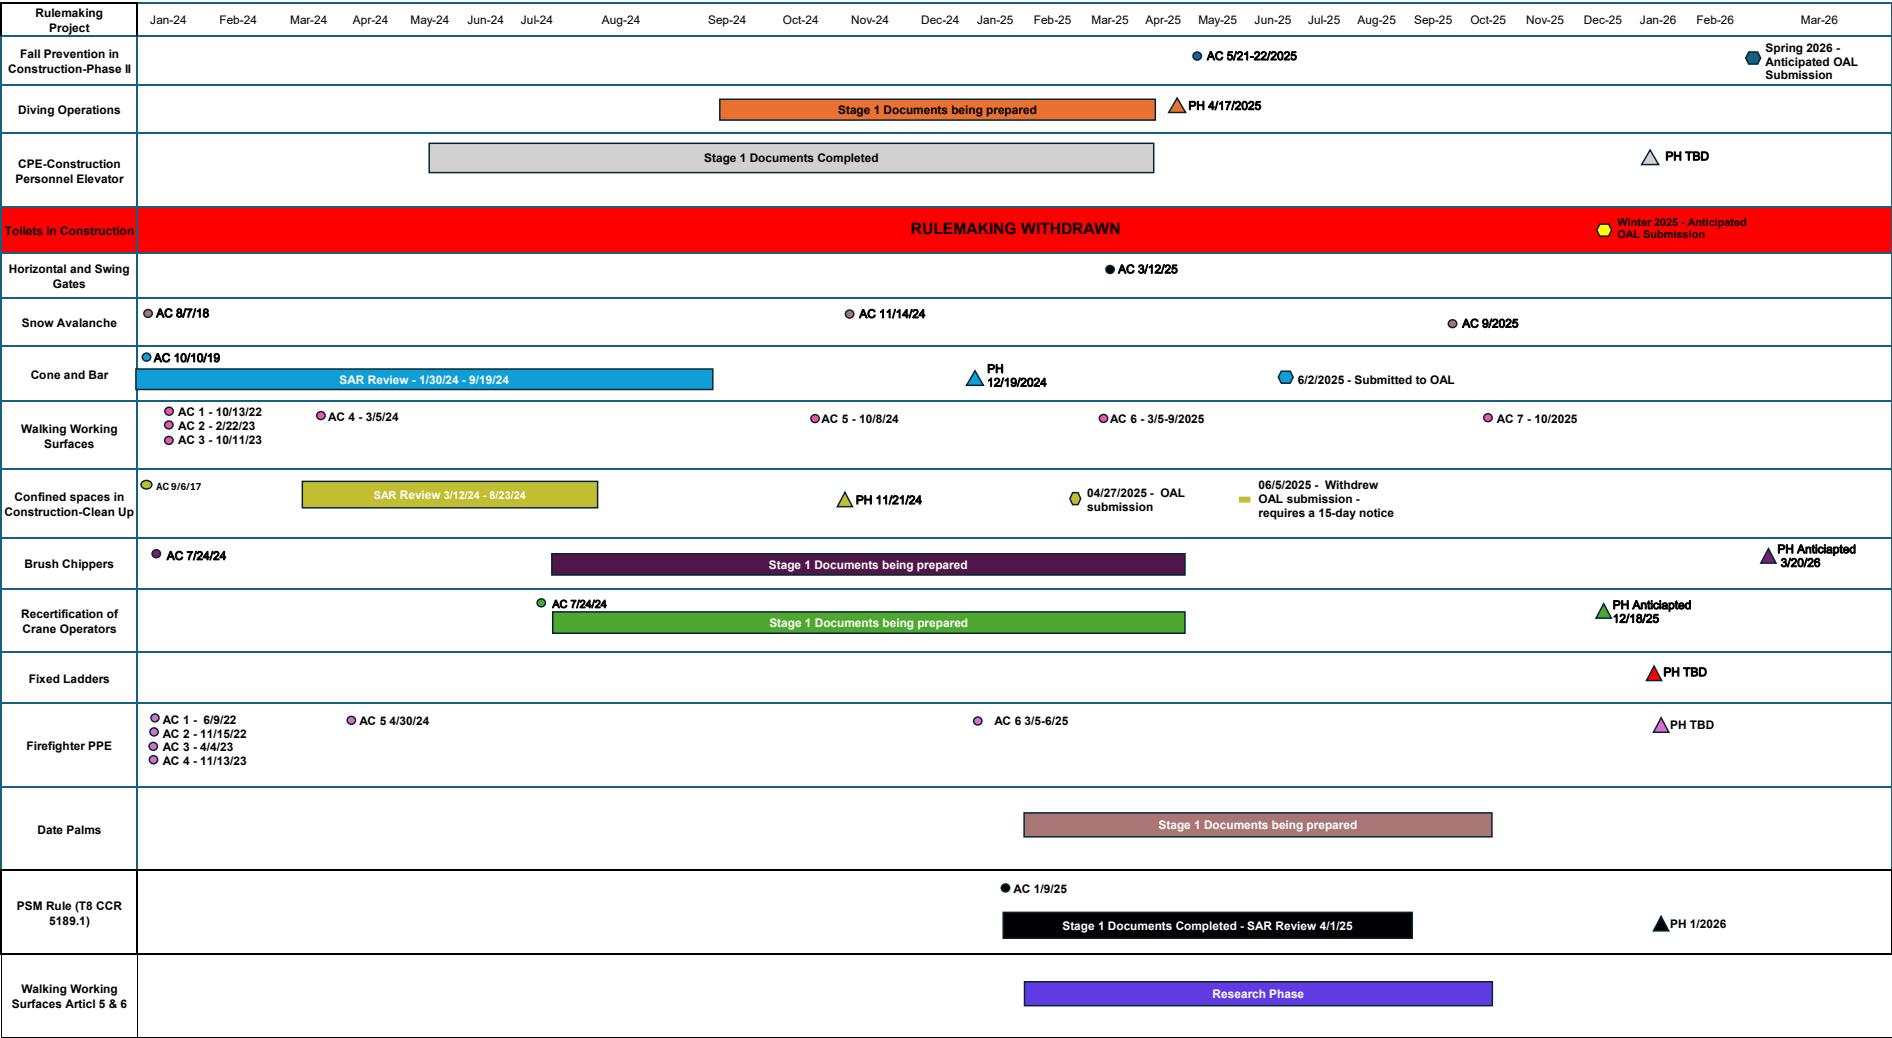 Rulemaking
Project
Jan-24 Feb-24 Mar-24 Apr-24 May-24 Jun-24 Jul-24 Aug-24 Sep-24 Oct-24 Nov-24 Dec-24 Jan-25 Feb-25 Mar-25 Apr-25 May-25 Jun-25 Jul-25 Aug-25 Sep-25 Oct-25 Nov-25 Dec-25 Jan-26 Feb-26 Mar-26
Fall Prevention in
Construction-Phase II
AC 5/21-22/2025
Spring 2026 -
Anticipated OAL
Submission
Diving Operations
Stage 1 Documents being prepared
PH 4/17/2025
CPE-Construction
Personnel Elevator
Stage 1 Documents Completed
PH TBD
Toilets in Construction
RULEMAKING WITHDRAWN
Winter 2025 - Anticipated
OAL Submission
Horizontal and Swing
Gates
AC 3/12/25
Snow Avalanche
AC 8/7/18
AC 11/14/24
AC 9/2025
Cone and Bar
AC 10/10/19
SAR Review - 1/30/24 - 9/19/24
PH
12/19/2024
6/2/2025 - Submitted to OAL
Walking Working
Surfaces
AC 1 - 10/13/22
AC 2 - 2/22/23
AC 3 - 10/11/23
AC 4 - 3/5/24
AC 5 - 10/8/24
AC 6 - 3/5-9/2025
AC 7 - 10/2025
Confined spaces in
Construction-Clean Up
AC 9/6/17
SAR Review 3/12/24 - 8/23/24
PH 11/21/24
04/27/2025 - OAL
submission
06/5/2025 - Withdrew
OAL submission -
requires a 15-day notice
Brush Chippers
AC 7/24/24
Stage 1 Documents being prepared
PH Anticiapted
3/20/26
Recertification of
Crane Operators
AC 7/24/24
Stage 1 Documents being prepared
PH Anticiapted
12/18/25
Fixed Ladders
PH TBD
Firefighter PPE
AC 1 - 6/9/22
AC 2 - 11/15/22
AC 3 - 4/4/23
AC 4 - 11/13/23
AC 5 4/30/24
AC 6 3/5-6/25
PH TBD
Date Palms
Stage 1 Documents being prepared
PSM Rule (T8 CCR
5189.1)
AC 1/9/25
Stage 1 Documents Completed - SAR Review 4/1/25
PH 1/2026
Walking Working
Surfaces Articl 5 & 6
Research Phase